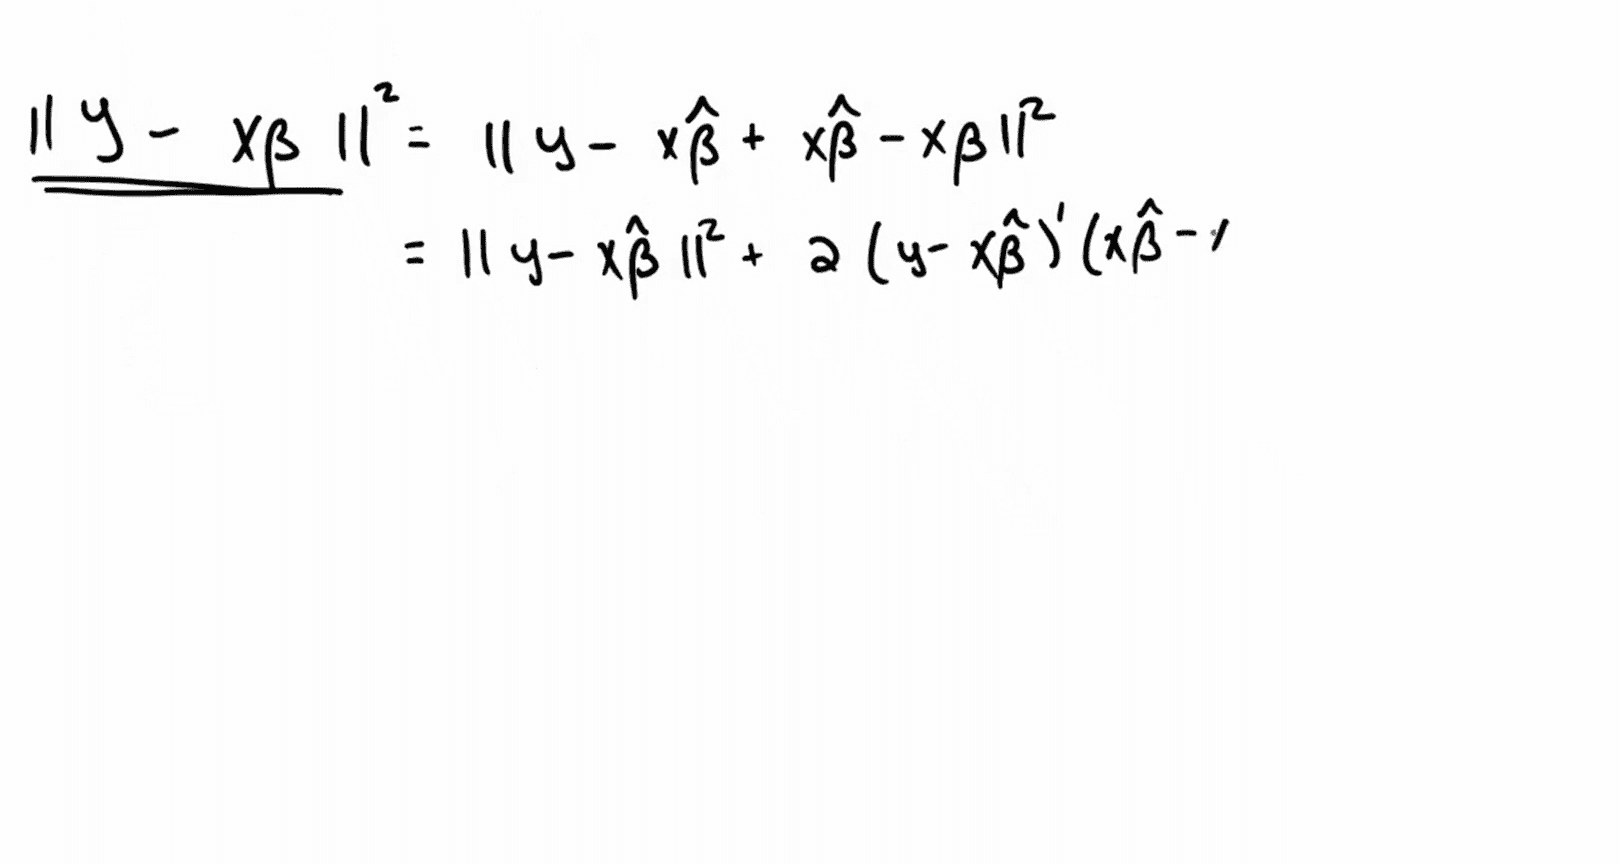 ‖ y - xβ ‖² = ‖ y - xβ̂ + xβ̂ - xβ ‖²
= ‖ y - xβ̂ ‖² + 2 (y - xβ̂)' (xβ̂ -